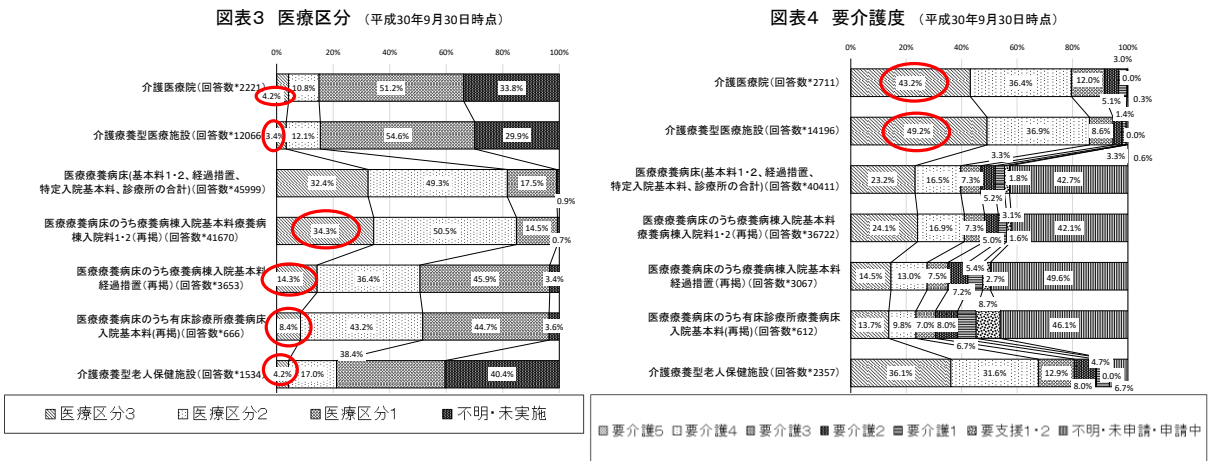 図表3 医療区分 (平成30年9月30日時点)
0% 20% 40% 60% 80% 100%
介護医療院(回答数*2221)
4.2% 10.8% 51.2% 33.8%
介護療養型医療施設(回答数*12066
3.4% 12.1% 54.6% 29.9%
医療療養病床(基本料1・2、経過措置、
特定入院基本料、診療所の合計)(回答数*45999)
32.4% 49.3% 17.5% 0.9%
医療療養病床のうち療養病棟入院基本料療養病
棟入院料1・2(再掲)(回答数*41670)
34.3% 50.5% 14.5% 0.7%
医療療養病床のうち療養病棟入院基本料
経過措置(再掲)(回答数*3653)
14.3% 36.4% 45.9% 3.4%
医療療養病床のうち有床診療所療養病床
入院基本料(再掲)(回答数*666)
8.4% 43.2% 44.7% 3.6%
介護療養型老人保健施設(回答数*1534)
4.2% 17.0% 38.4% 40.4%
医療区分3 医療区分2 医療区分1 不明・未実施
図表4 要介護度 (平成30年9月30日時点)
0% 20% 40% 60% 80% 100%
介護医療院(回答数*2711)
43.2% 36.4% 12.0% 5.1% 3.0% 0.0% 0.3%
介護療養型医療施設(回答数*14196)
49.2% 36.9% 8.6% 3.3% 1.4% 0.0% 0.6%
医療療養病床(基本料1・2、経過措置、
特定入院基本料、診療所の合計)(回答数*40411)
23.2% 16.5% 7.3% 5.2% 3.3% 1.8% 42.7%
医療療養病床のうち療養病棟入院基本料
療養病棟入院料1・2(再掲)(回答数*36722)
24.1% 16.9% 7.3% 5.0% 3.1% 1.6% 42.1%
医療療養病床のうち療養病棟入院基本料
経過措置(再掲)(回答数*3067)
14.5% 13.0% 7.5% 7.2% 5.4% 2.7% 49.6%
医療療養病床のうち有床診療所療養病床
入院基本料(再掲)(回答数*612)
13.7% 9.8% 7.0% 8.0% 6.7% 8.7% 46.1%
介護療養型老人保健施設(回答数*2357)
36.1% 31.6% 12.9% 8.0% 4.7% 0.0% 6.7%
要介護5 要介護4 要介護3 要介護2 要介護1 要支援1・2 不明・未申請・申請中